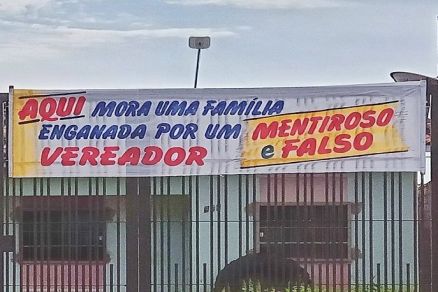 AQUI MORA UMA FAMÍLIA
ENGANADA POR UM MENTIROSO
VEREADOR e FALSO